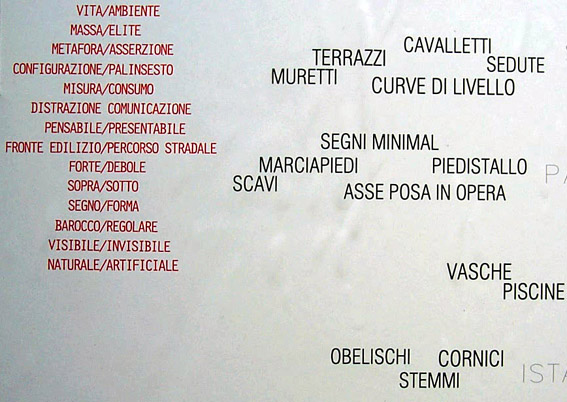 VITA/AMBIENTE
MASSA/ELITE
METAFORA/ASSERZIONE
CONFIGURAZIONE/PALINSESTO
MISURA/CONSUMO
DISTRAZIONE COMUNICAZIONE
PENSABILE/PRESENTABILE
FRONTE EDILIZIO/PERCORSO STRADALE
FORTE/DEBOLE
SOPRA/SOTTO
SEGNO/FORMA
BAROCCO/REGOLARE
VISIBILE/INVISIBILE
NATURALE/ARTIFICIALE
CAVALLETTI
TERRAZZI
SEDUTE
MURETTI
CURVE DI LIVELLO
SEGNI MINIMAL
MARCIAPIEDI
PIEDISTALLO
SCAVI
ASSE POSA IN OPERA
VASCHE
PISCINE
OBELISCHI
CORNICI
STEMMI